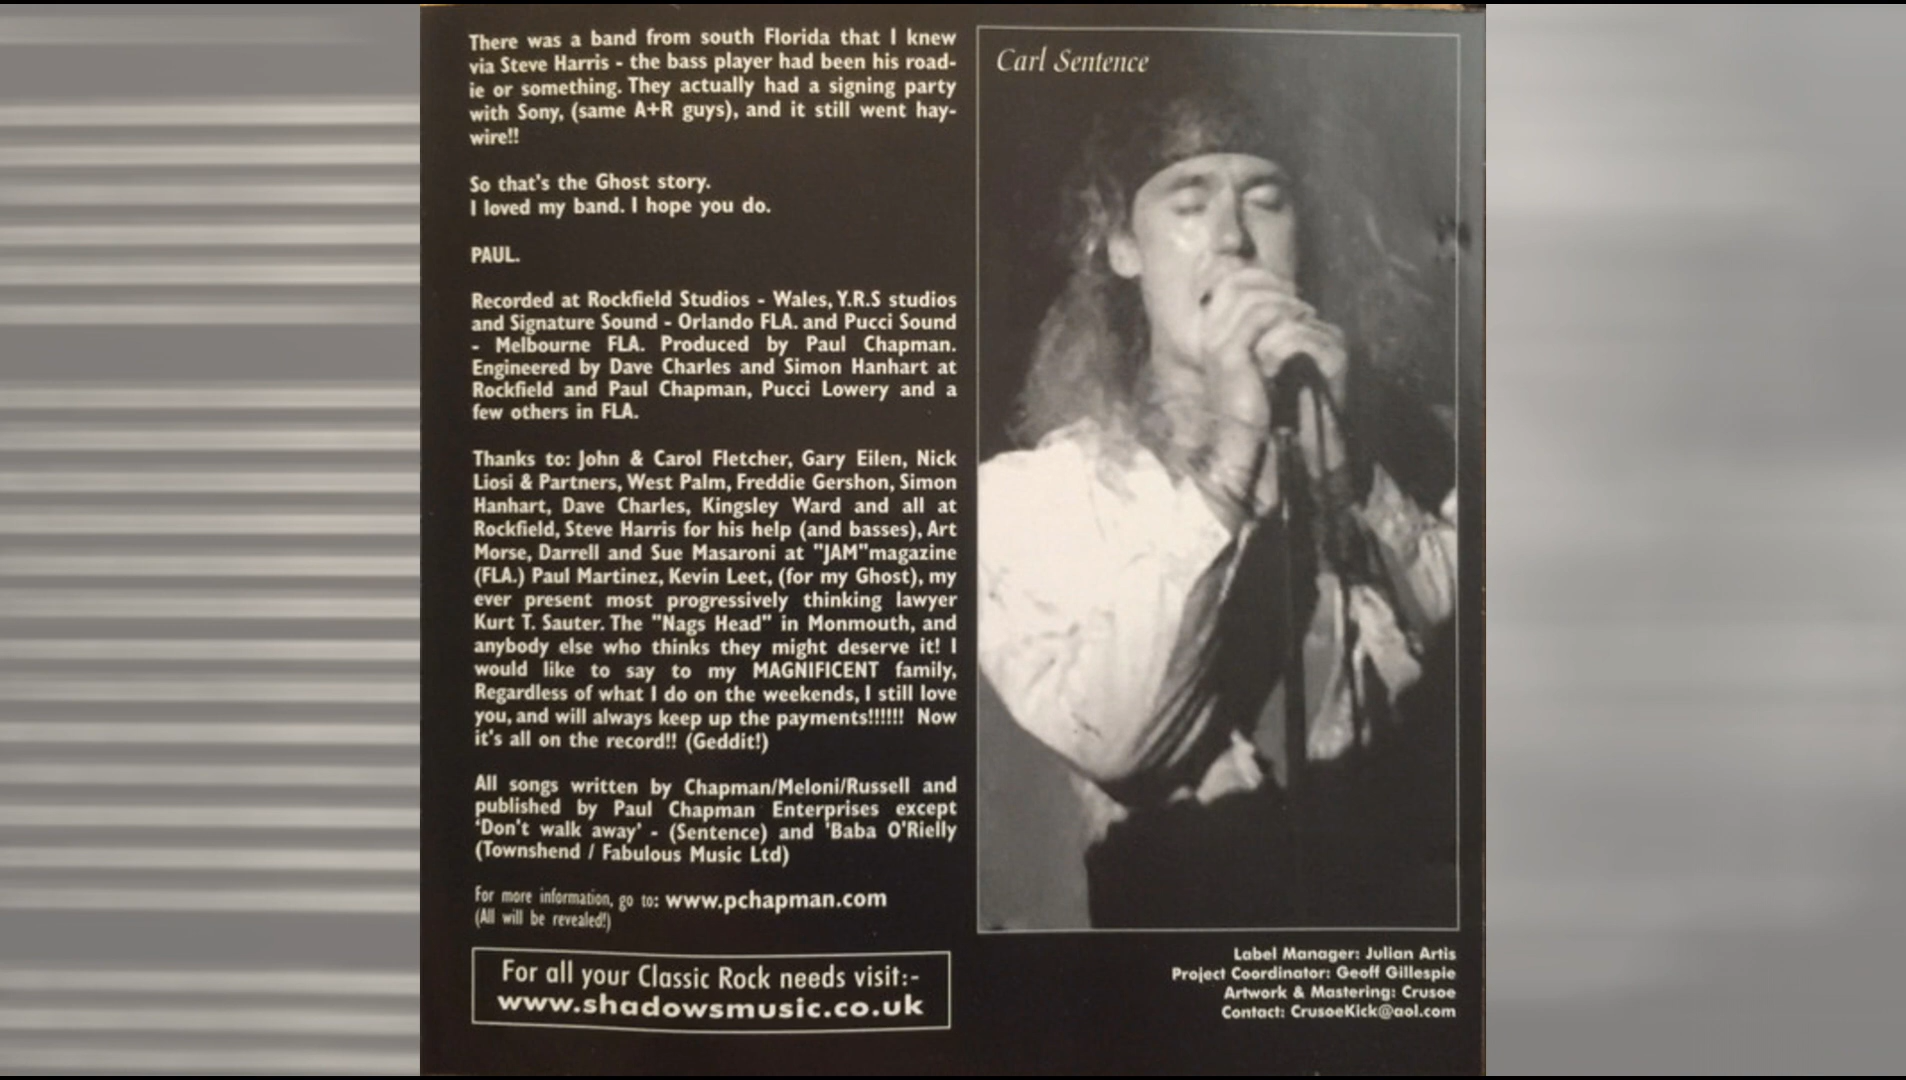 There was a band from south Florida that I knew
via Steve Harris - the bass player had been his road-
ie or something. They actually had a signing party
with Sony, (same A+R guys), and it still went hay-
wire!!
So that's the Ghost story.
I loved my band. I hope you do.
PAUL.
Recorded at Rockfield Studios - Wales, Y.R.S studios
and Signature Sound - Orlando FLA. and Pucci Sound
- Melbourne FLA. Produced by Paul Chapman.
Engineered by Dave Charles and Simon Hanhart at
Rockfield and Paul Chapman, Pucci Lowery and a
few others in FLA.
Thanks to: John & Carol Fletcher, Gary Eilen, Nick
Liosi & Partners, West Palm, Freddie Gershon, Simon
Hanhart, Dave Charles, Kingsley Ward and all at
Rockfield, Steve Harris for his help (and basses), Art
Morse, Darrell and Sue Masaroni at "JAM"magazine
(FLA.) Paul Martinez, Kevin Leet, (for my Ghost), my
ever present most progressively thinking lawyer
Kurt T. Sauter. The "Nags Head" in Monmouth, and
anybody else who thinks they might deserve it! I
would like to say to my MAGNIFICENT family,
Regardless of what I do on the weekends, I still love
you, and will always keep up the payments!!!!!! Now
it's all on the record!! (Geddit!)
All songs written by Chapman/Meloni/Russell and
published by Paul Chapman Enterprises except
'Don't walk away' - (Sentence) and 'Baba O'Rielly
(Townshend / Fabulous Music Ltd)
For more information, go to: www.pchapman.com
(All will be revealed!)
For all your Classic Rock needs visit:-
www.shadowsmusic.co.uk
Carl Sentence
Label Manager: Julian Artis
Project Coordinator: Geoff Gillespie
Artwork & Mastering: Crusoe
Contact: CrusoeKick@aol.com